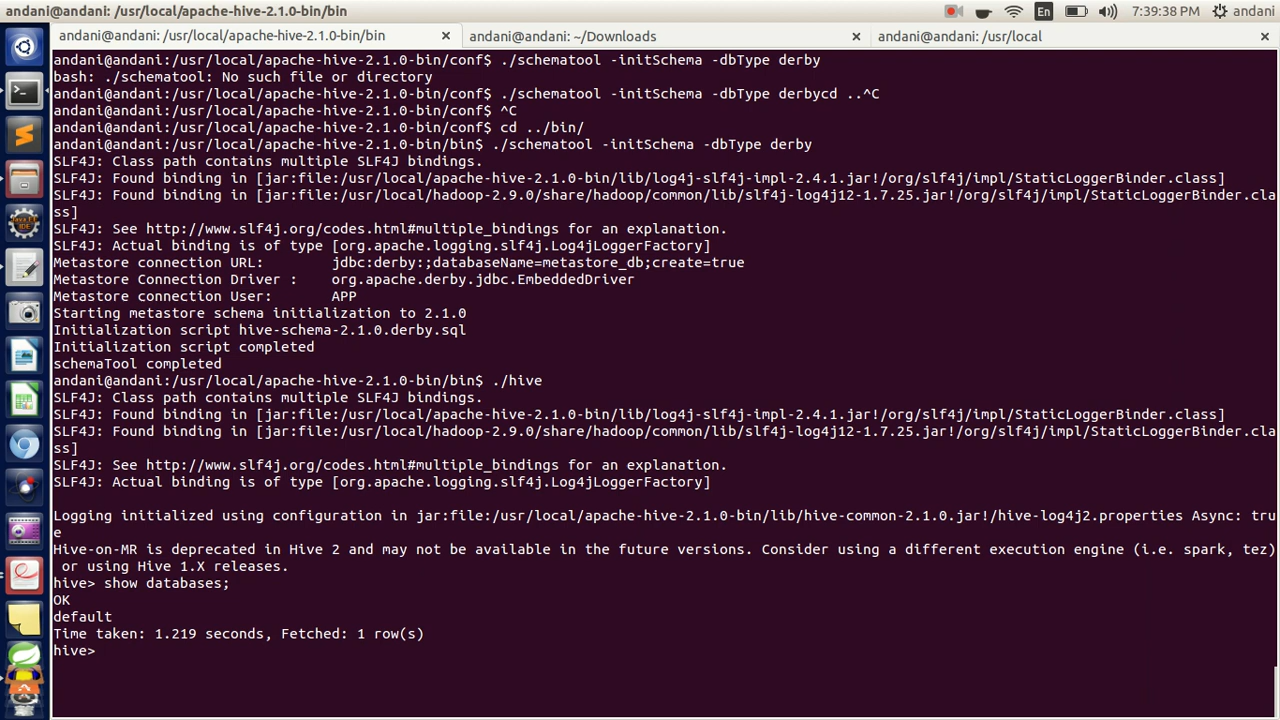 andani@andani: /usr/local/apache-hive-2.1.0-bin/bin
En
7:39:38 PM
andani
andani@andani: /usr/local/apache-hive-2.1.0-bin/bin
andani@andani: ~/Downloads
andani@andani: /usr/local
andani@andani:/usr/local/apache-hive-2.1.0-bin/conf$ ./schematool -initSchema -dbType derby
bash: ./schematool: No such file or directory
andani@andani:/usr/local/apache-hive-2.1.0-bin/conf$ ./schematool -initSchema -dbType derbycd ..^C
andani@andani:/usr/local/apache-hive-2.1.0-bin/conf$ ^C
andani@andani:/usr/local/apache-hive-2.1.0-bin/conf$ cd ../bin/
andani@andani:/usr/local/apache-hive-2.1.0-bin/bin$ ./schematool -initSchema -dbType derby
SLF4J: Class path contains multiple SLF4J bindings.
SLF4J: Found binding in [jar:file:/usr/local/apache-hive-2.1.0-bin/lib/log4j-slf4j-impl-2.4.1.jar!/org/slf4j/impl/StaticLoggerBinder.class]
SLF4J: Found binding in [jar:file:/usr/local/hadoop-2.9.0/share/hadoop/common/lib/slf4j-log4j12-1.7.25.jar!/org/slf4j/impl/StaticLoggerBinder.cla
ss]
SLF4J: See http://www.slf4j.org/codes.html#multiple_bindings for an explanation.
SLF4J: Actual binding is of type [org.apache.logging.slf4j.Log4jLoggerFactory]
Metastore connection URL:        jdbc:derby:;databaseName=metastore_db;create=true
Metastore Connection Driver :    org.apache.derby.jdbc.EmbeddedDriver
Metastore connection User:       APP
Starting metastore schema initialization to 2.1.0
Initialization script hive-schema-2.1.0.derby.sql
Initialization script completed
schemaTool completed
andani@andani:/usr/local/apache-hive-2.1.0-bin/bin$ ./hive
SLF4J: Class path contains multiple SLF4J bindings.
SLF4J: Found binding in [jar:file:/usr/local/apache-hive-2.1.0-bin/lib/log4j-slf4j-impl-2.4.1.jar!/org/slf4j/impl/StaticLoggerBinder.class]
SLF4J: Found binding in [jar:file:/usr/local/hadoop-2.9.0/share/hadoop/common/lib/slf4j-log4j12-1.7.25.jar!/org/slf4j/impl/StaticLoggerBinder.cla
ss]
SLF4J: See http://www.slf4j.org/codes.html#multiple_bindings for an explanation.
SLF4J: Actual binding is of type [org.apache.logging.slf4j.Log4jLoggerFactory]
Logging initialized using configuration in jar:file:/usr/local/apache-hive-2.1.0-bin/lib/hive-common-2.1.0.jar!/hive-log4j2.properties Async: tru
e
Hive-on-MR is deprecated in Hive 2 and may not be available in the future versions. Consider using a different execution engine (i.e. spark, tez)
 or using Hive 1.X releases.
hive> show databases;
OK
default
Time taken: 1.219 seconds, Fetched: 1 row(s)
hive>